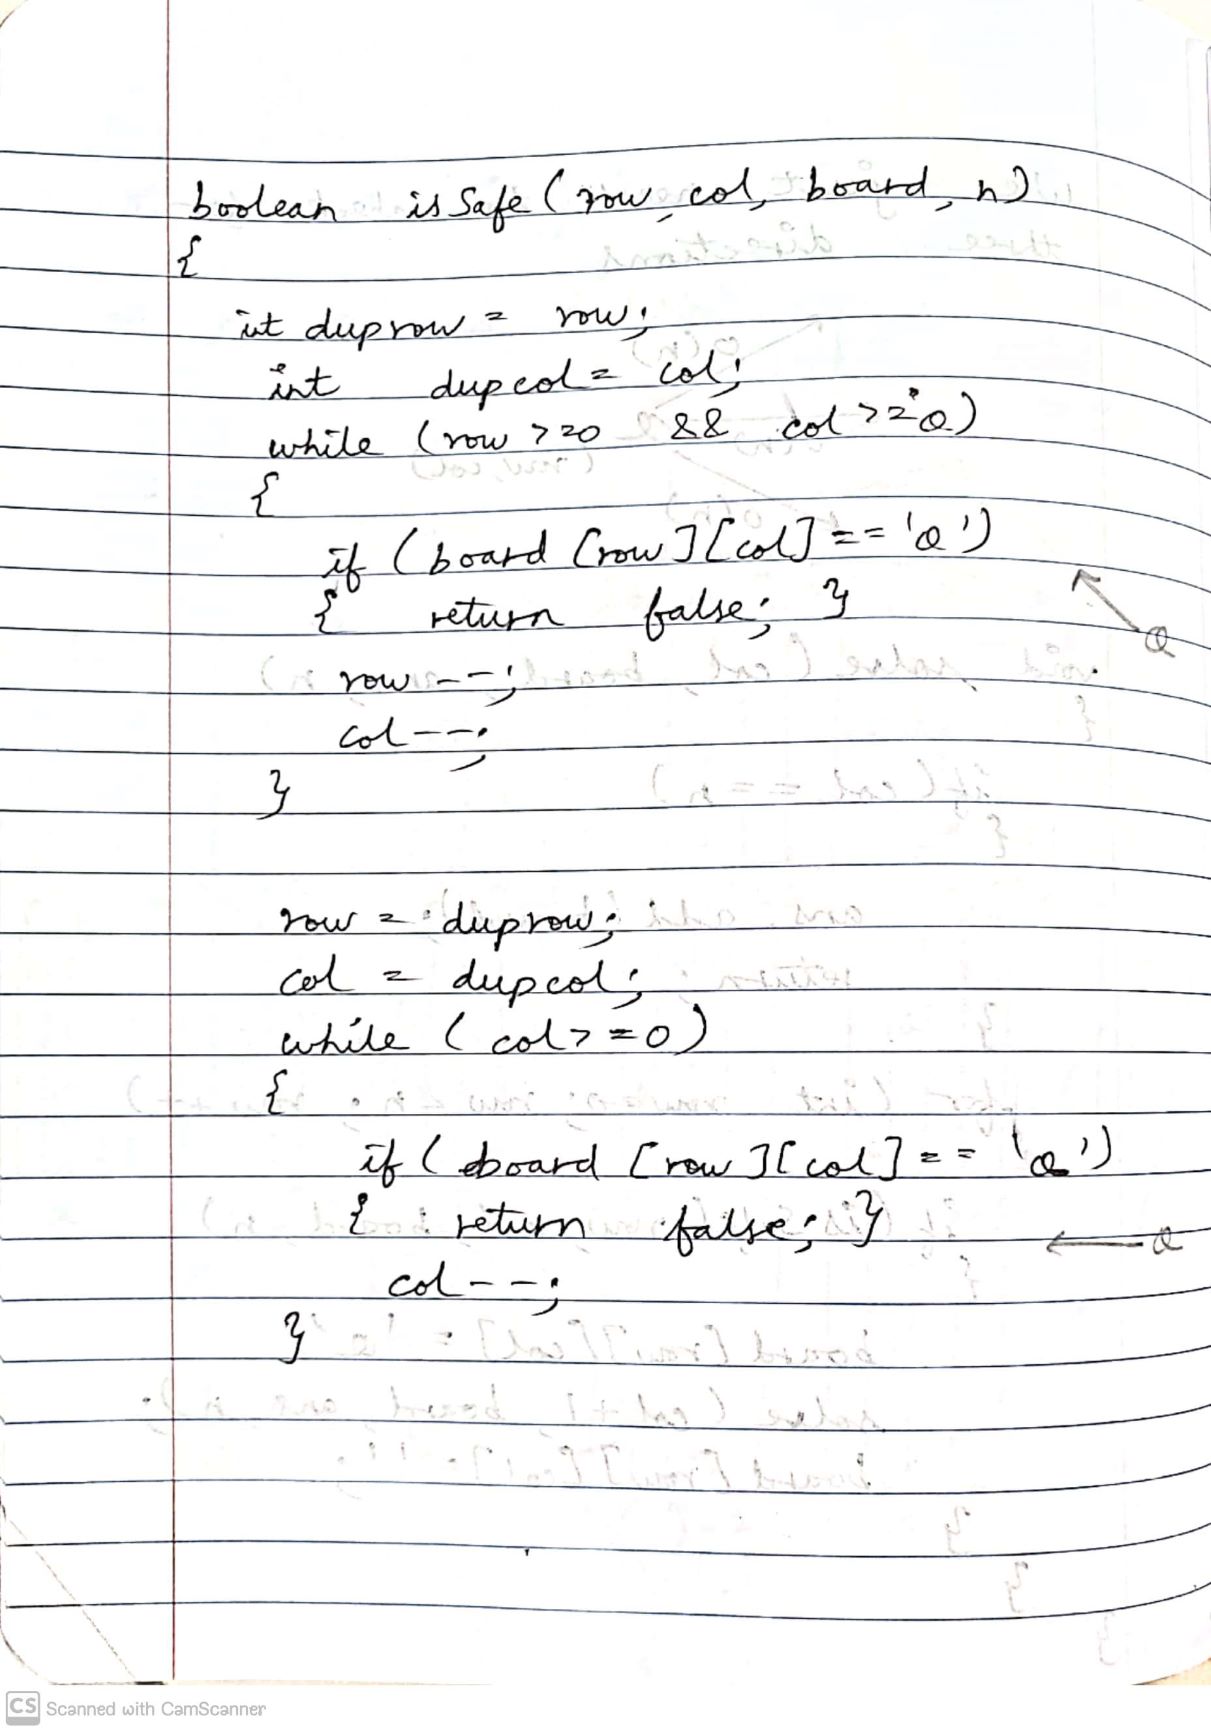 boolean isSafe (row, col, board, n)
{
int duprow = row;
int dupcol = col;
while (row >=0 && col >=0)
{
if (board [row][col] == 'Q')
{ return false; }
Q
row --;
col --;
}
row = duprow;
col = dupcol;
while ( col >=0)
{
if ( board [row][col] == 'Q')
{ return false; }
Q
col --;
}
CS Scanned with CamScanner